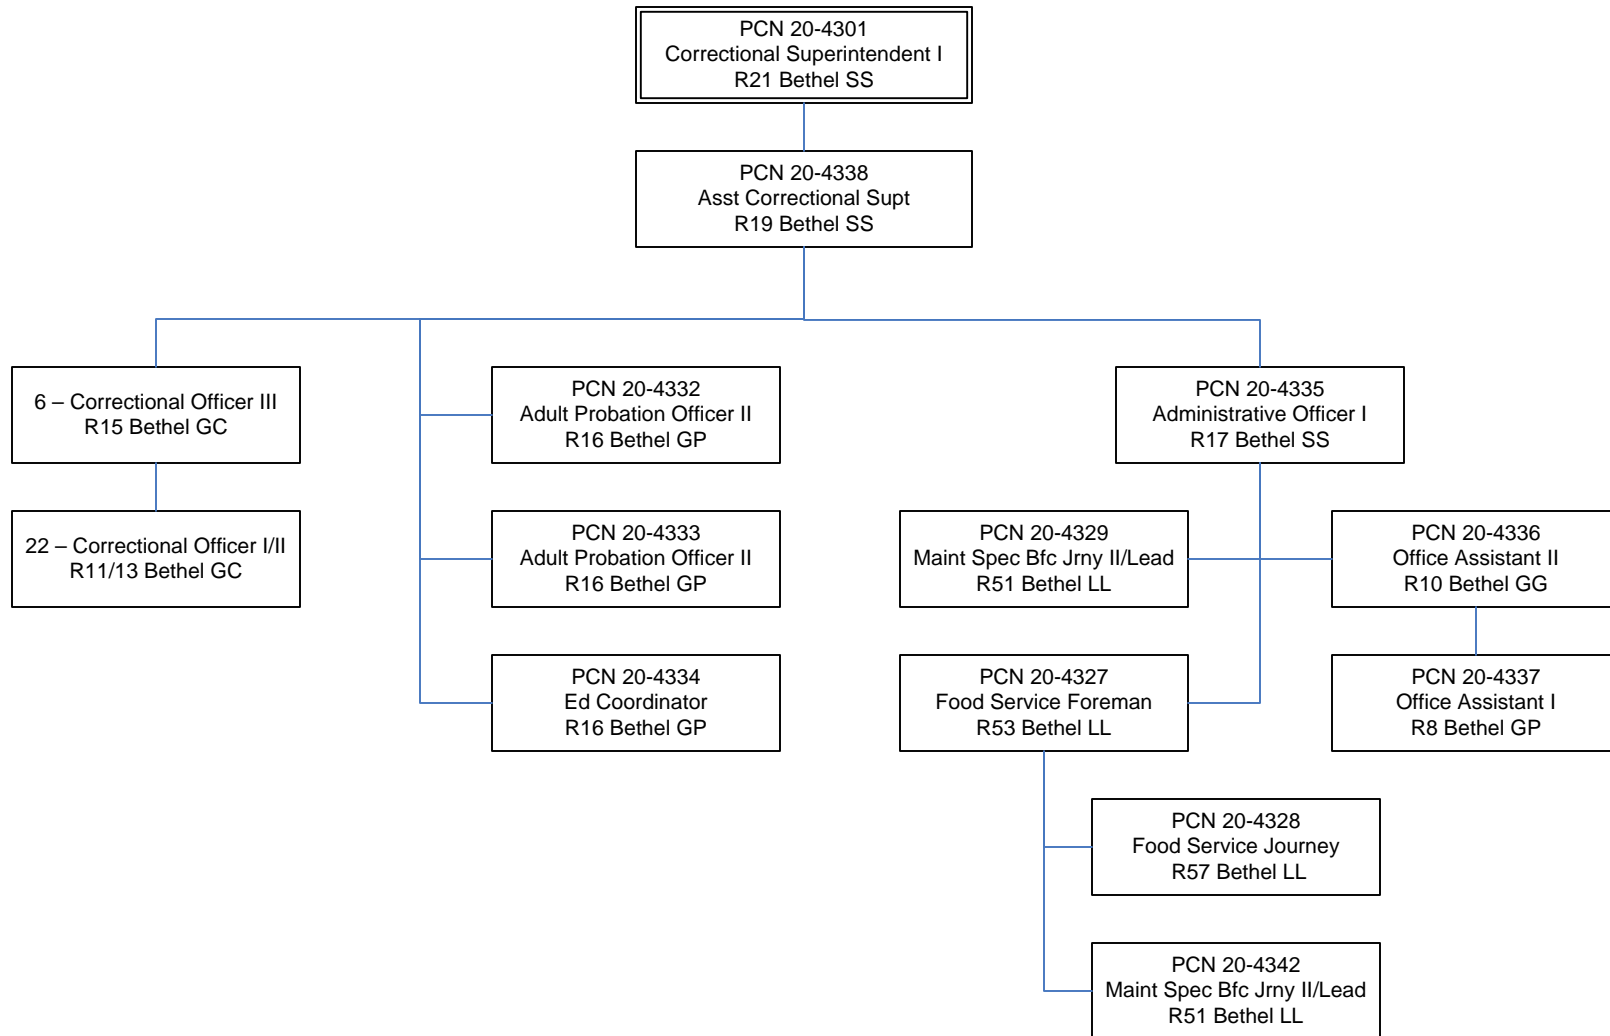 PCN 20-4301
Correctional Superintendent I
R21 Bethel SS
PCN 20-4338
Asst Correctional Supt
R19 Bethel SS
6 – Correctional Officer III
R15 Bethel GC
22 – Correctional Officer I/II
R11/13 Bethel GC
PCN 20-4332
Adult Probation Officer II
R16 Bethel GP
PCN 20-4333
Adult Probation Officer II
R16 Bethel GP
PCN 20-4334
Ed Coordinator
R16 Bethel GP
PCN 20-4335
Administrative Officer I
R17 Bethel SS
PCN 20-4329
Maint Spec Bfc Jrny II/Lead
R51 Bethel LL
PCN 20-4336
Office Assistant II
R10 Bethel GG
PCN 20-4327
Food Service Foreman
R53 Bethel LL
PCN 20-4337
Office Assistant I
R8 Bethel GP
PCN 20-4328
Food Service Journey
R57 Bethel LL
PCN 20-4342
Maint Spec Bfc Jrny II/Lead
R51 Bethel LL